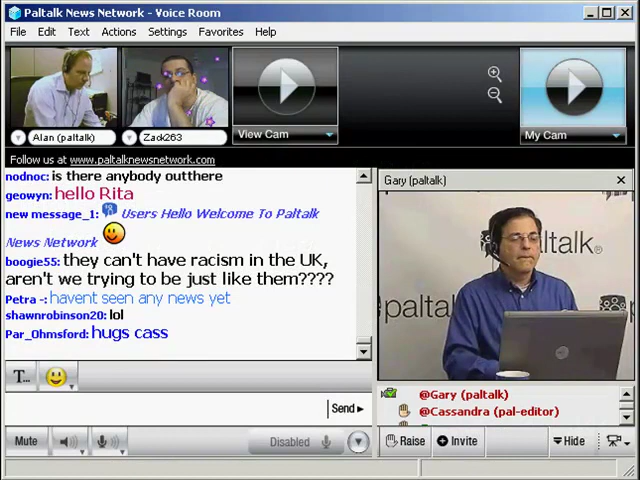 Paltalk News Network - Voice Room
File Edit Text Actions Settings Favorites Help
Alan (paltalk)
Zack263
View Cam
My Cam
Follow us at www.paltalknewsnetwork.com
nodnoc: is there anybody outthere
geowyn: hello Rita
new message_1: Users Hello Welcome To Paltalk
News Network
boogie55: they can't have racism in the UK,
aren't we trying to be just like them????
Petra -: havent seen any news yet
shawnrobinson20: lol
Par_Ohmsford: hugs cass
T...
Send
Mute
Disabled
Gary (paltalk)
paltalk®
paltalk
@Gary (paltalk)
@Cassandra (pal-editor)
Raise
Invite
Hide